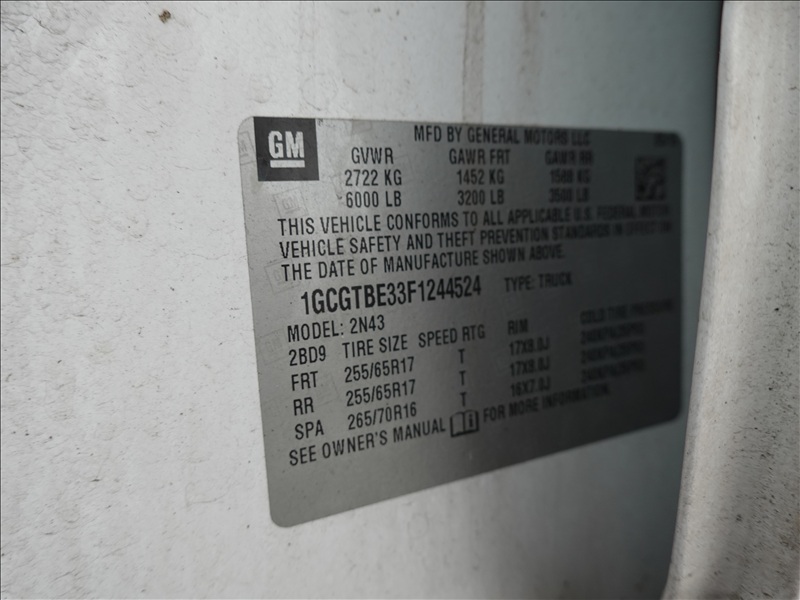 GM
MFD BY GENERAL MOTORS LLC
GVWR GAWR FRT GAWR RR
2722 KG 1452 KG 1588 KG
6000 LB 3200 LB 3500 LB
THIS VEHICLE CONFORMS TO ALL APPLICABLE U.S. FEDERAL MOTOR
VEHICLE SAFETY AND THEFT PREVENTION STANDARDS IN EFFECT ON
THE DATE OF MANUFACTURE SHOWN ABOVE.
1GCGTBE33F1244524 TYPE: TRUCK
MODEL: 2N43
2BD9 TIRE SIZE SPEED RTG RIM COLD TIRE PRESSURE
FRT 255/65R17 T 17X8.0J
RR 255/65R17 T 17X8.0J
SPA 265/70R16 T 16X7.0J
SEE OWNER'S MANUAL FOR MORE INFORMATION.